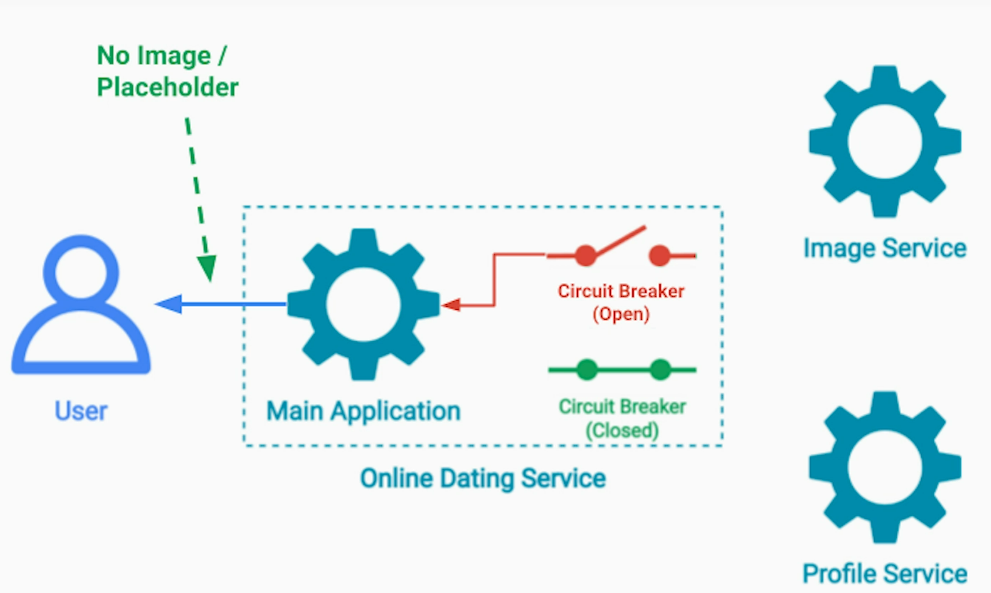 No Image /
Placeholder
Image Service
Circuit Breaker
(Open)
User
Main Application
Circuit Breaker
(Closed)
Online Dating Service
Profile Service